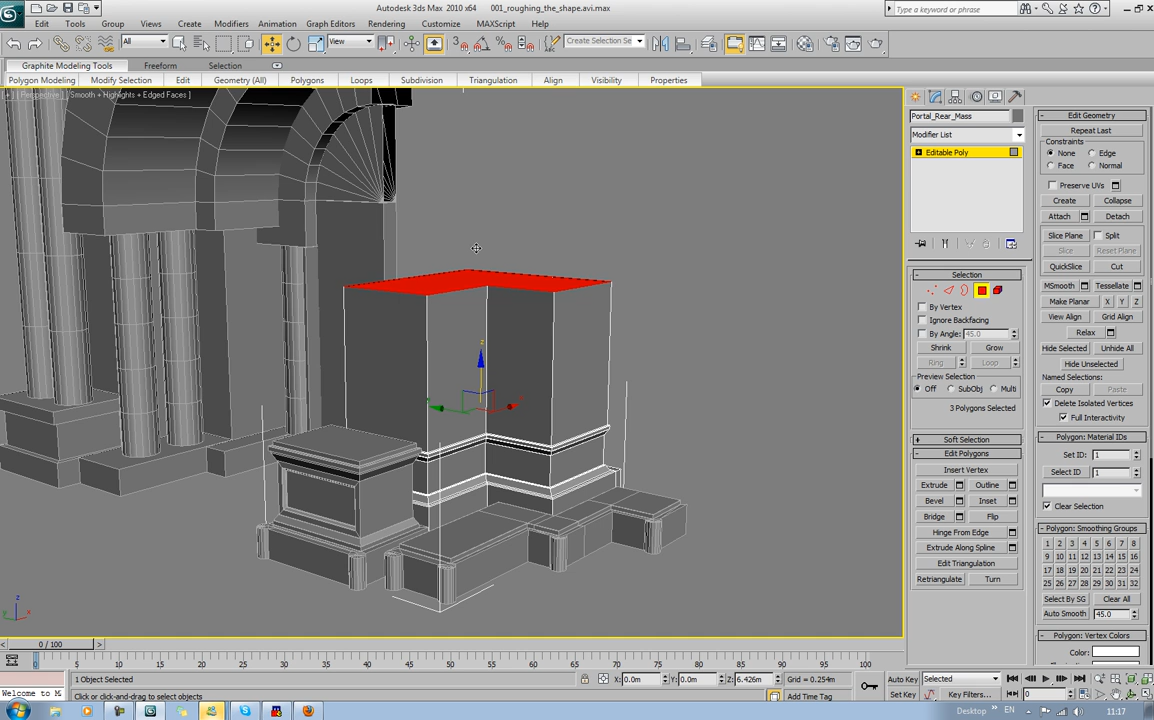 Autodesk 3ds Max 2010 x64 001_roughing_the_shape.avi.max
Type a keyword or phrase
Edit Tools Group Views Create Modifiers Animation Graph Editors Rendering Customize MAXScript Help
All View Create Selection Se
Graphite Modeling Tools Freeform Selection
Polygon Modeling Modify Selection Edit Geometry (All) Polygons Loops Subdivision Triangulation Align Visibility Properties
[ + ] [ Perspective ] [ Smooth + Highlights + Edged Faces ]
Portal_Rear_Mass
Modifier List
Editable Poly
Selection
By Vertex
Ignore Backfacing
By Angle: 45.0
Shrink Grow
Ring Loop
Preview Selection
Off SubObj Multi
3 Polygons Selected
Soft Selection
Edit Polygons
Insert Vertex
Extrude Outline
Bevel Inset
Bridge Flip
Hinge From Edge
Extrude Along Spline
Edit Triangulation
Retriangulate Turn
Edit Geometry
Repeat Last
Constraints
None Edge
Face Normal
Preserve UVs
Create Collapse
Attach Detach
Slice Plane Split
Slice Reset Plane
QuickSlice Cut
MSmooth Tessellate
Make Planar X Y Z
View Align Grid Align
Relax
Hide Selected Unhide All
Hide Unselected
Named Selections:
Copy Paste
Delete Isolated Vertices
Full Interactivity
Polygon: Material IDs
Set ID: 1
Select ID 1
Clear Selection
Polygon: Smoothing Groups
1 2 3 4 5 6 7 8
9 10 11 12 13 14 15 16
17 18 19 20 21 22 23 24
25 26 27 28 29 30 31 32
Select By SG Clear All
Auto Smooth 45.0
Polygon: Vertex Colors
Color:
z
z
y x
< 0 / 100 >
0 5 10 15 20 25 30 35 40 45 50 55 60 65 70 75 80 85 90 95 100
1 Object Selected X: 0.0m Y: 0.0m Z: 6.426m Grid = 0.254m Auto Key Selected
Welcome to M Click or click-and-drag to select objects Add Time Tag Set Key Key Filters... 0
Desktop » EN 11:17